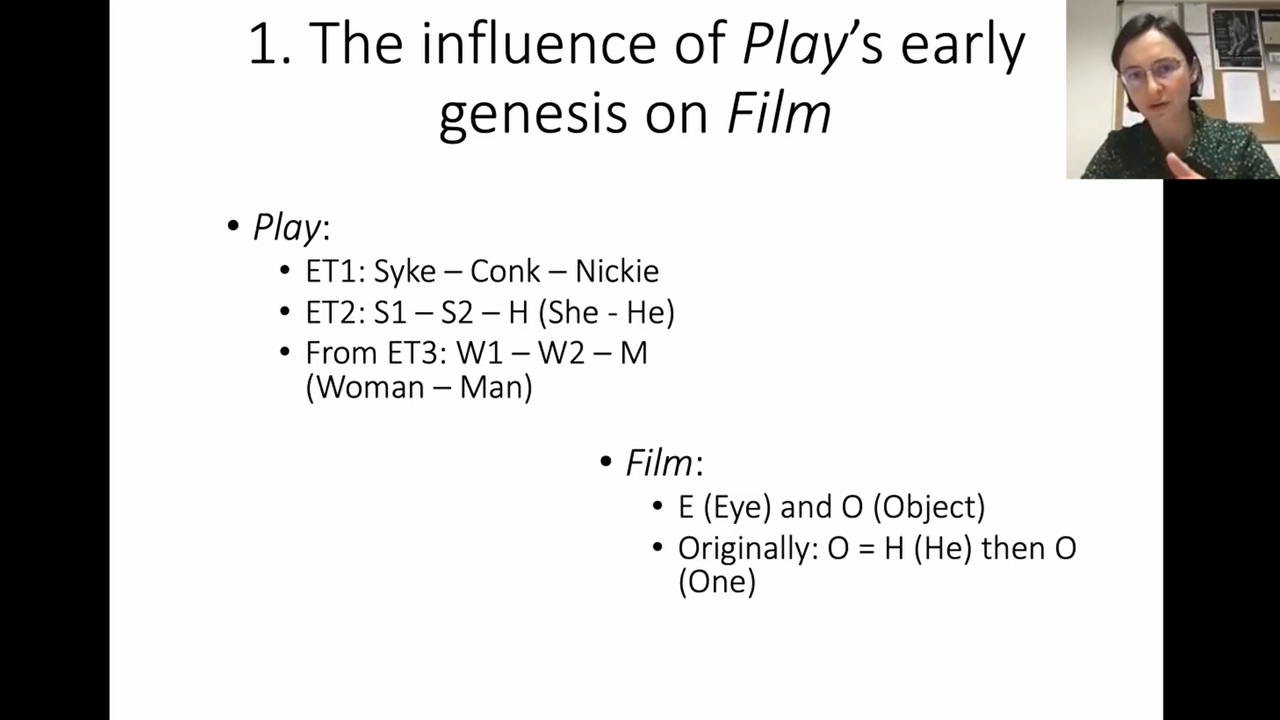 1. The influence of Play’s early
genesis on Film
• Play:
• ET1: Syke – Conk – Nickie
• ET2: S1 – S2 – H (She - He)
• From ET3: W1 – W2 – M
(Woman – Man)
• Film:
• E (Eye) and O (Object)
• Originally: O = H (He) then O
(One)